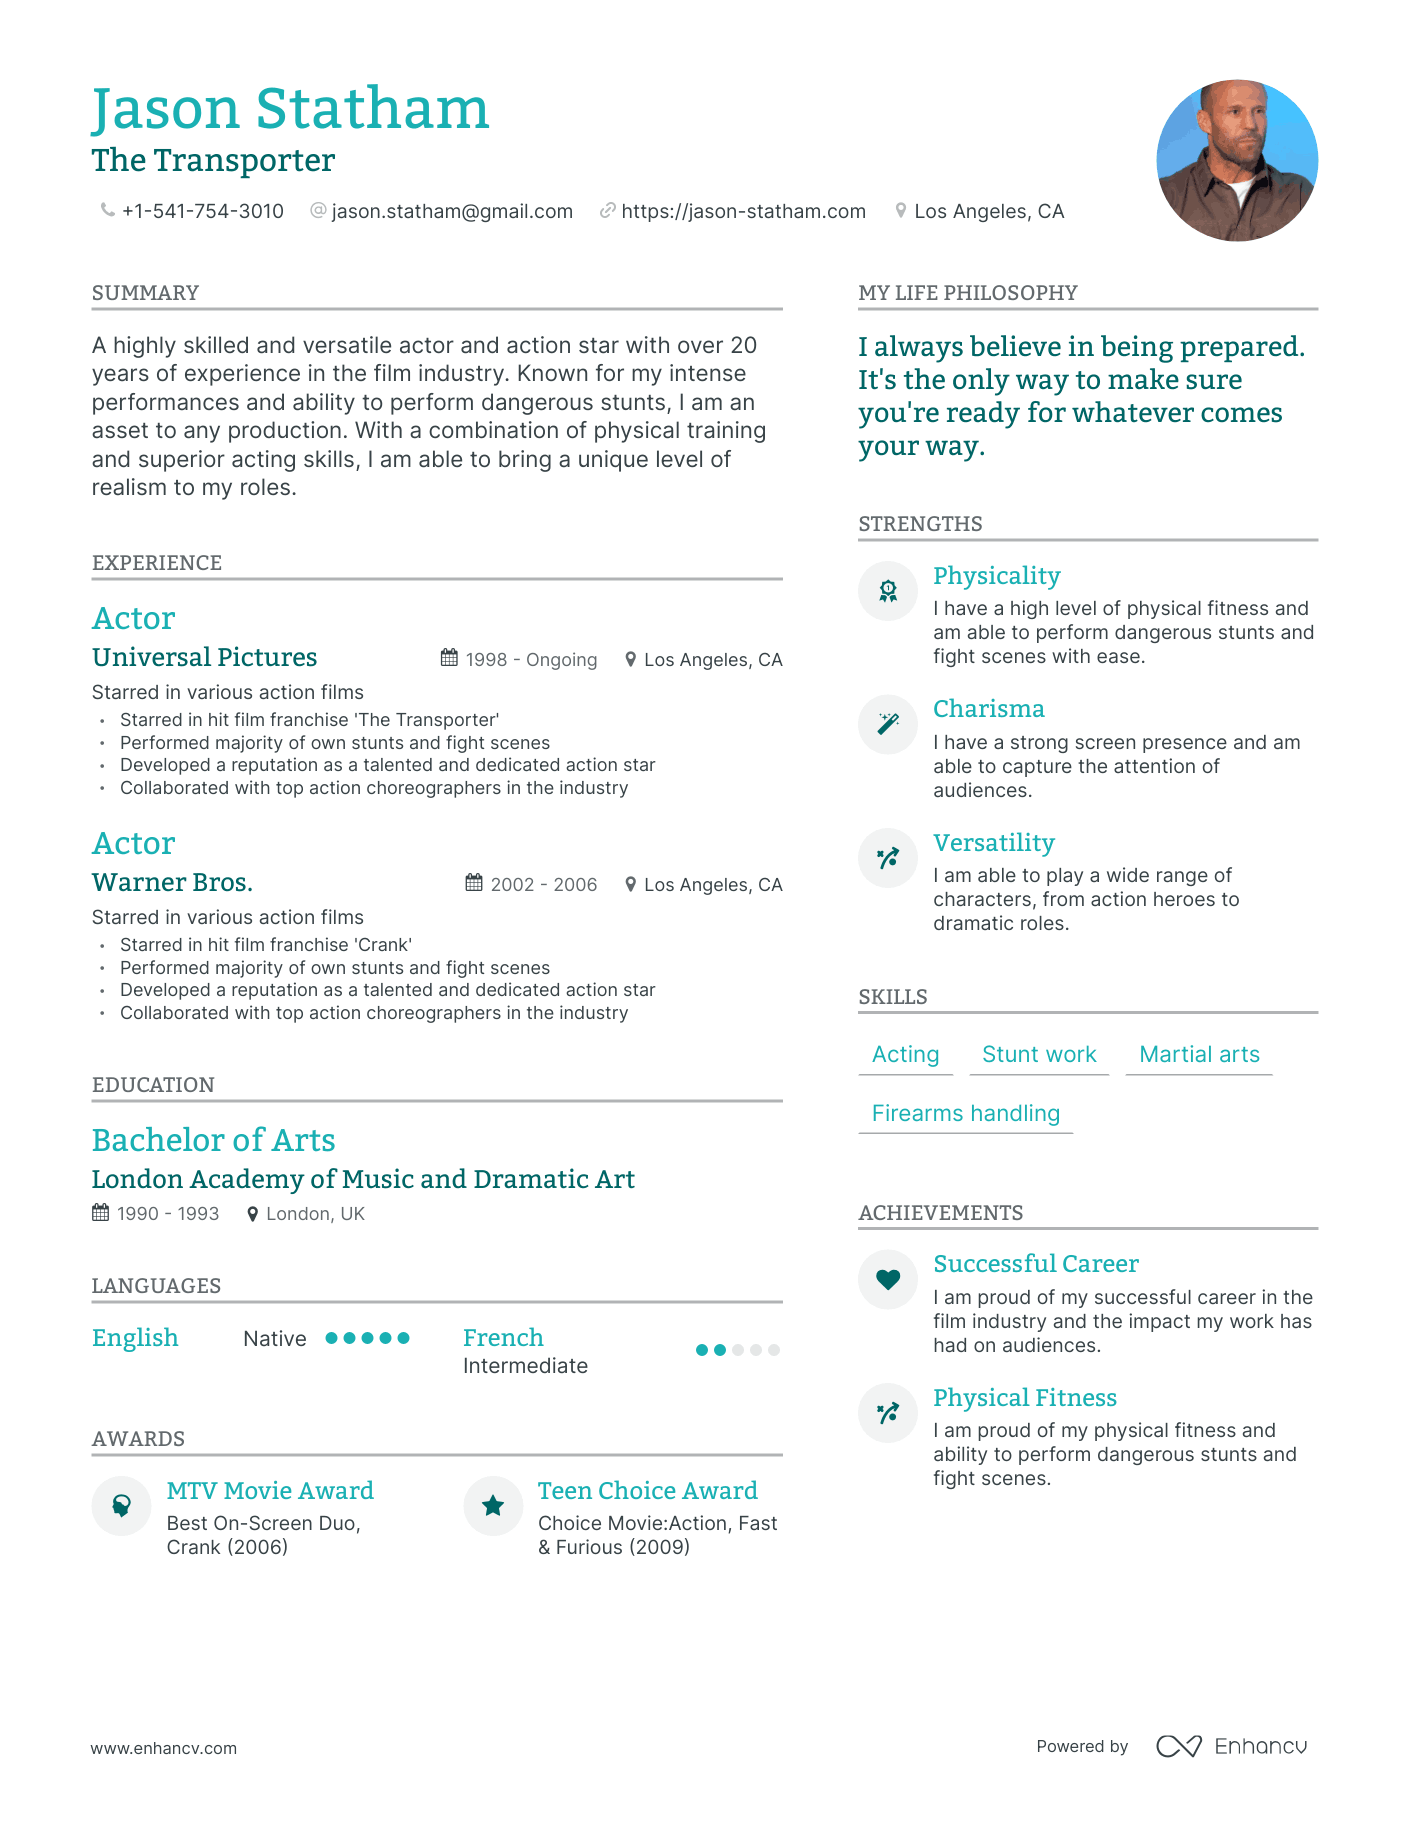 Jason Statham
The Transporter
+1-541-754-3010 @ jason.statham@gmail.com https://jason-statham.com Los Angeles, CA
SUMMARY
A highly skilled and versatile actor and action star with over 20
years of experience in the film industry. Known for my intense
performances and ability to perform dangerous stunts, I am an
asset to any production. With a combination of physical training
and superior acting skills, I am able to bring a unique level of
realism to my roles.
EXPERIENCE
Actor
Universal Pictures 1998 - Ongoing Los Angeles, CA
Starred in various action films
• Starred in hit film franchise 'The Transporter'
• Performed majority of own stunts and fight scenes
• Developed a reputation as a talented and dedicated action star
• Collaborated with top action choreographers in the industry
Actor
Warner Bros. 2002 - 2006 Los Angeles, CA
Starred in various action films
• Starred in hit film franchise 'Crank'
• Performed majority of own stunts and fight scenes
• Developed a reputation as a talented and dedicated action star
• Collaborated with top action choreographers in the industry
EDUCATION
Bachelor of Arts
London Academy of Music and Dramatic Art
1990 - 1993 London, UK
LANGUAGES
English Native
French
Intermediate
AWARDS
MTV Movie Award
Best On-Screen Duo,
Crank (2006)
Teen Choice Award
Choice Movie:Action, Fast
& Furious (2009)
MY LIFE PHILOSOPHY
I always believe in being prepared.
It's the only way to make sure
you're ready for whatever comes
your way.
STRENGTHS
Physicality
I have a high level of physical fitness and
am able to perform dangerous stunts and
fight scenes with ease.
Charisma
I have a strong screen presence and am
able to capture the attention of
audiences.
Versatility
I am able to play a wide range of
characters, from action heroes to
dramatic roles.
SKILLS
Acting Stunt work Martial arts
Firearms handling
ACHIEVEMENTS
Successful Career
I am proud of my successful career in the
film industry and the impact my work has
had on audiences.
Physical Fitness
I am proud of my physical fitness and
ability to perform dangerous stunts and
fight scenes.
www.enhancv.com
Powered by Enhancv